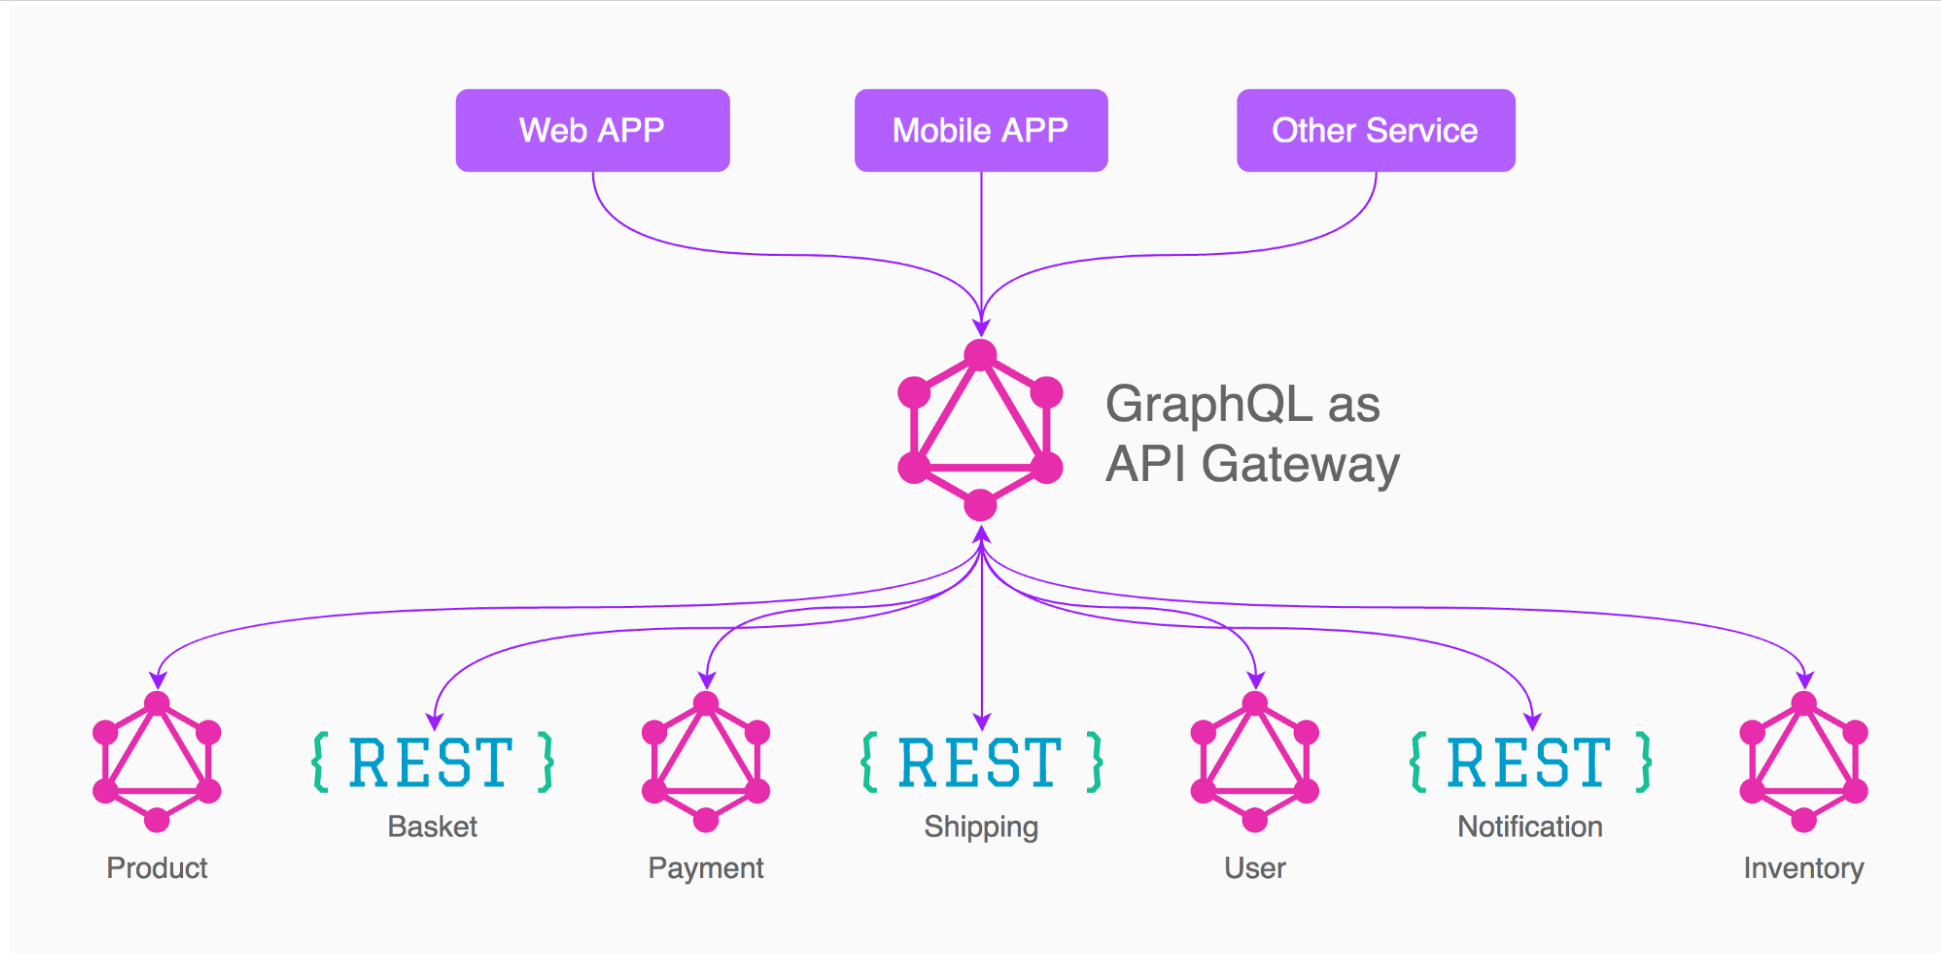 Web APP
Mobile APP
Other Service
GraphQL as
API Gateway
{ REST }
{ REST }
{ REST }
Basket
Shipping
Notification
Product
Payment
User
Inventory